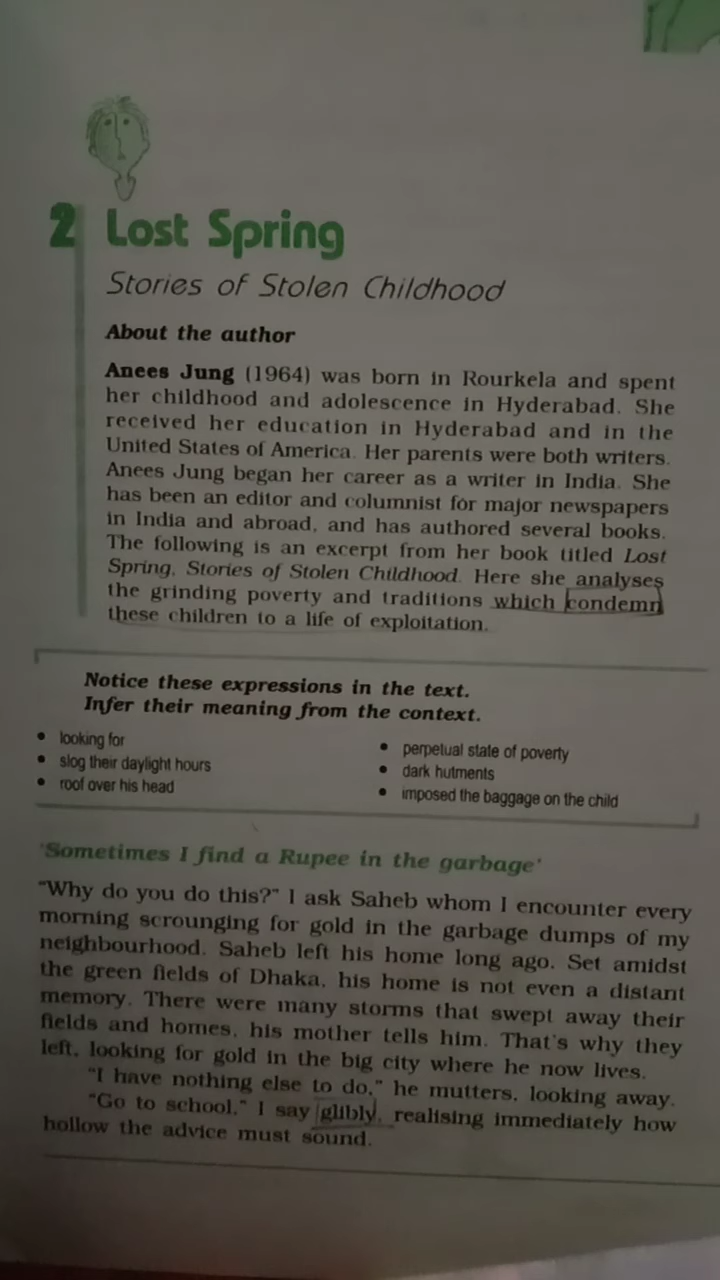 2 Lost Spring
Stories of Stolen Childhood
About the author
Anees Jung (1964) was born in Rourkela and spent
her childhood and adolescence in Hyderabad. She
received her education in Hyderabad and in the
United States of America. Her parents were both writers.
Anees Jung began her career as a writer in India. She
has been an editor and columnist for major newspapers
in India and abroad, and has authored several books.
The following is an excerpt from her book titled Lost
Spring, Stories of Stolen Childhood. Here she analyses
the grinding poverty and traditions which condemn
these children to a life of exploitation.
Notice these expressions in the text.
Infer their meaning from the context.
• looking for
• slog their daylight hours
• roof over his head
• perpetual state of poverty
• dark hutments
• imposed the baggage on the child
'Sometimes I find a Rupee in the garbage'
"Why do you do this?" I ask Saheb whom I encounter every
morning scrounging for gold in the garbage dumps of my
neighbourhood. Saheb left his home long ago. Set amidst
the green fields of Dhaka, his home is not even a distant
memory. There were many storms that swept away their
fields and homes, his mother tells him. That's why they
left, looking for gold in the big city where he now lives.
"I have nothing else to do," he mutters, looking away.
"Go to school," I say glibly, realising immediately how
hollow the advice must sound.